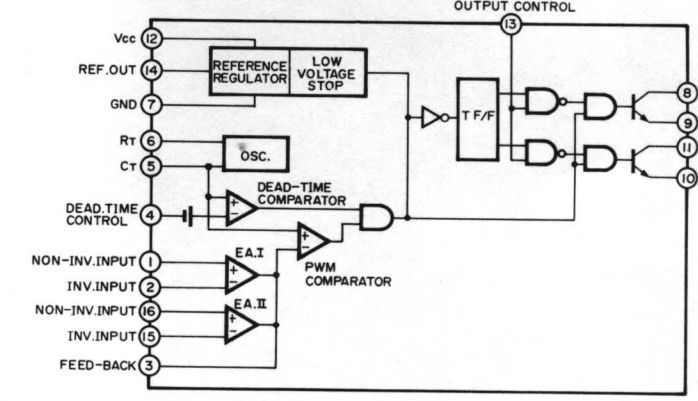 OUTPUT CONTROL
13
Vcc 12
REF.OUT 14
REFERENCE REGULATOR
LOW VOLTAGE STOP
GND 7
RT 6
OSC.
CT 5
DEAD-TIME COMPARATOR
DEAD.TIME CONTROL 4
+
−
+
−
PWM COMPARATOR
NON-INV.INPUT 1
EA.I
+
−
INV.INPUT 2
NON-INV.INPUT 16
EA.II
+
−
INV.INPUT 15
FEED-BACK 3
T F/F
8
9
11
10